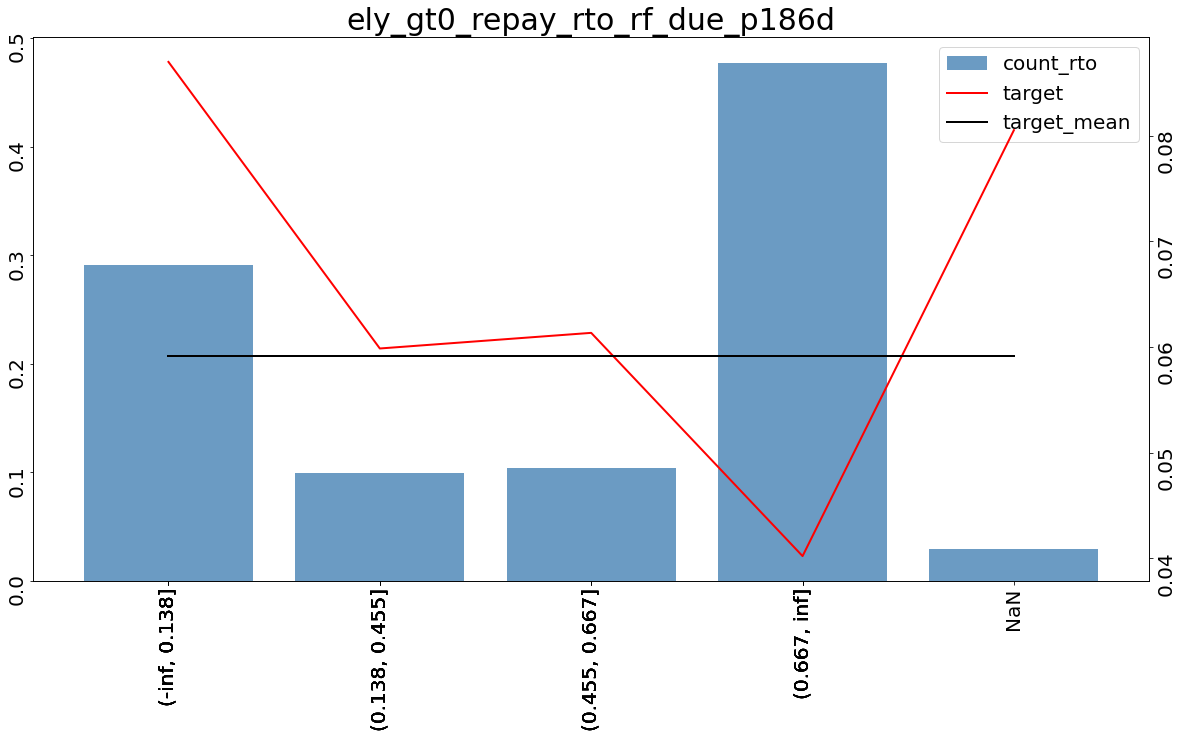 ely_gt0_repay_rto_rf_due_p186d
count_rto
target
target_mean
0.5
0.4
0.3
0.2
0.1
0.0
0.08
0.07
0.06
0.05
0.04
(-inf, 0.138]
(0.138, 0.455]
(0.455, 0.667]
(0.667, inf]
NaN